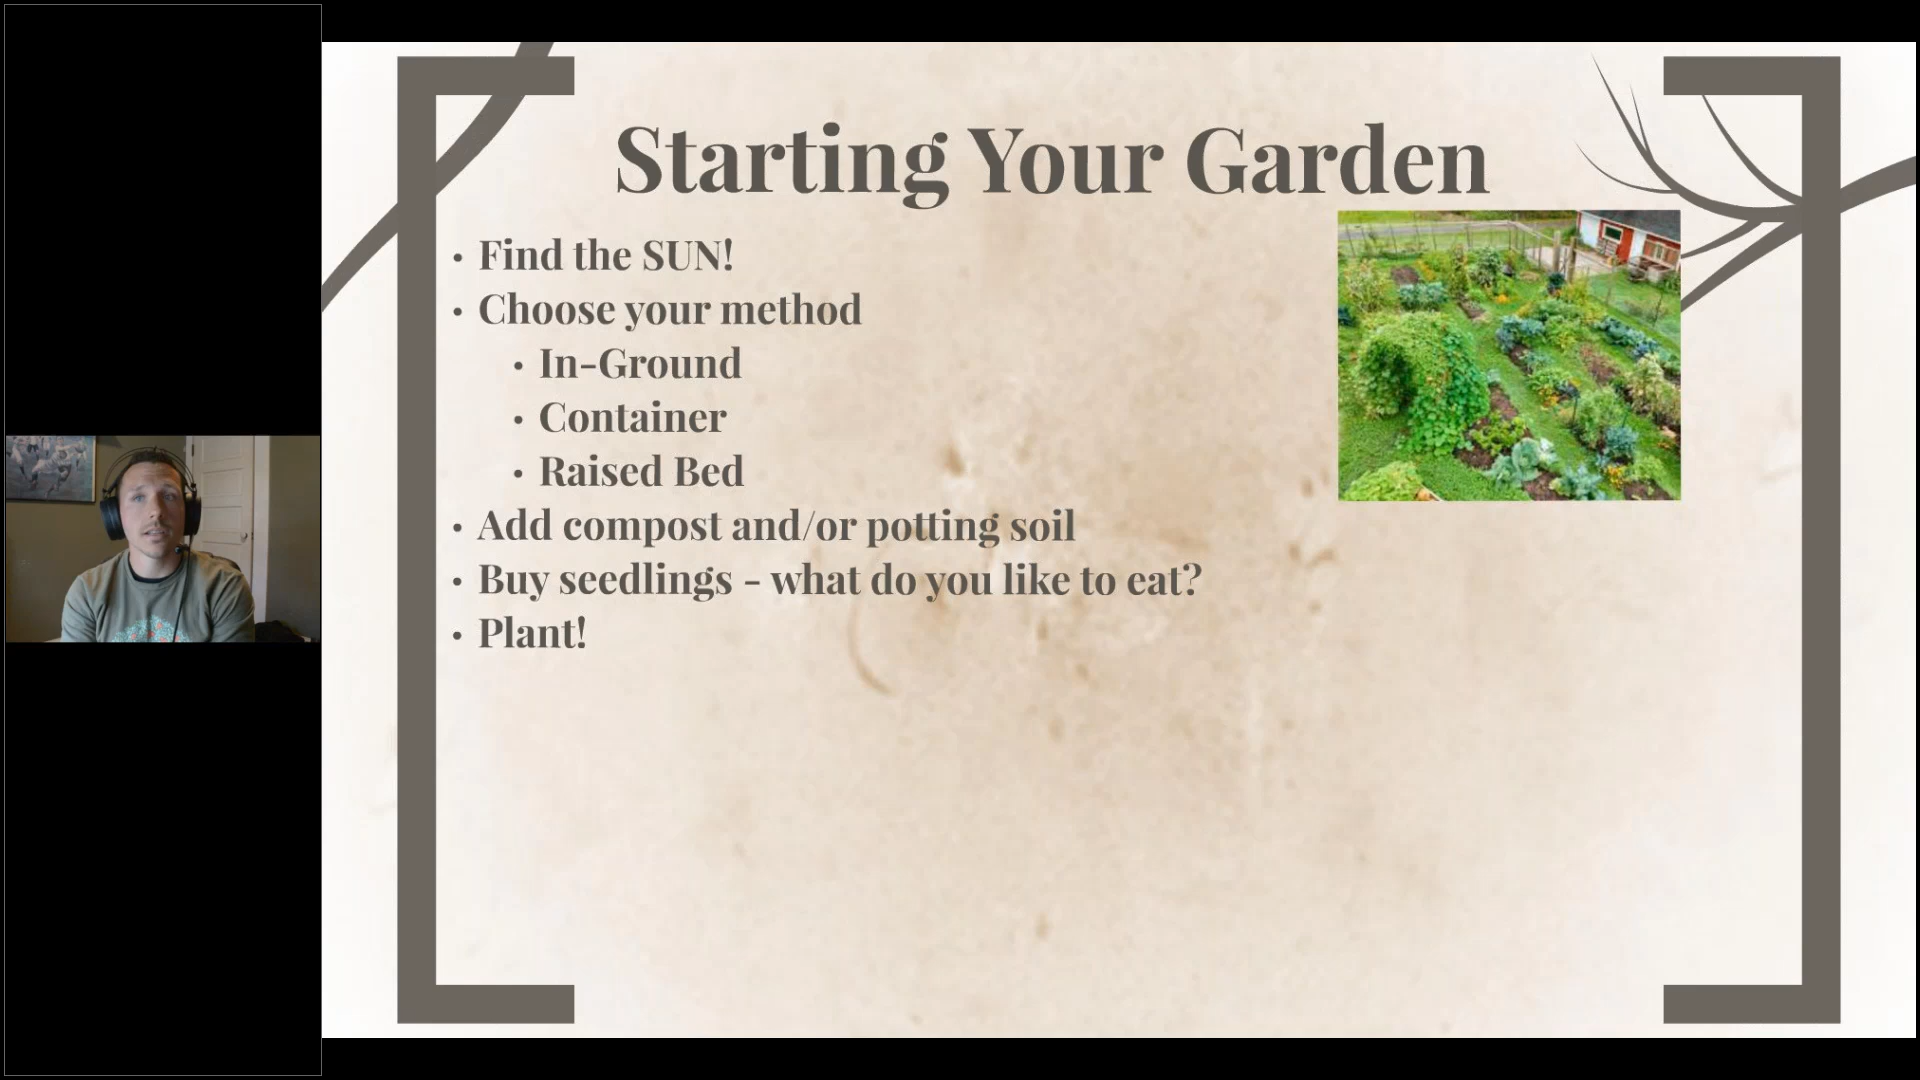 Starting Your Garden
• Find the SUN!
• Choose your method
• In-Ground
• Container
• Raised Bed
• Add compost and/or potting soil
• Buy seedlings - what do you like to eat?
• Plant!